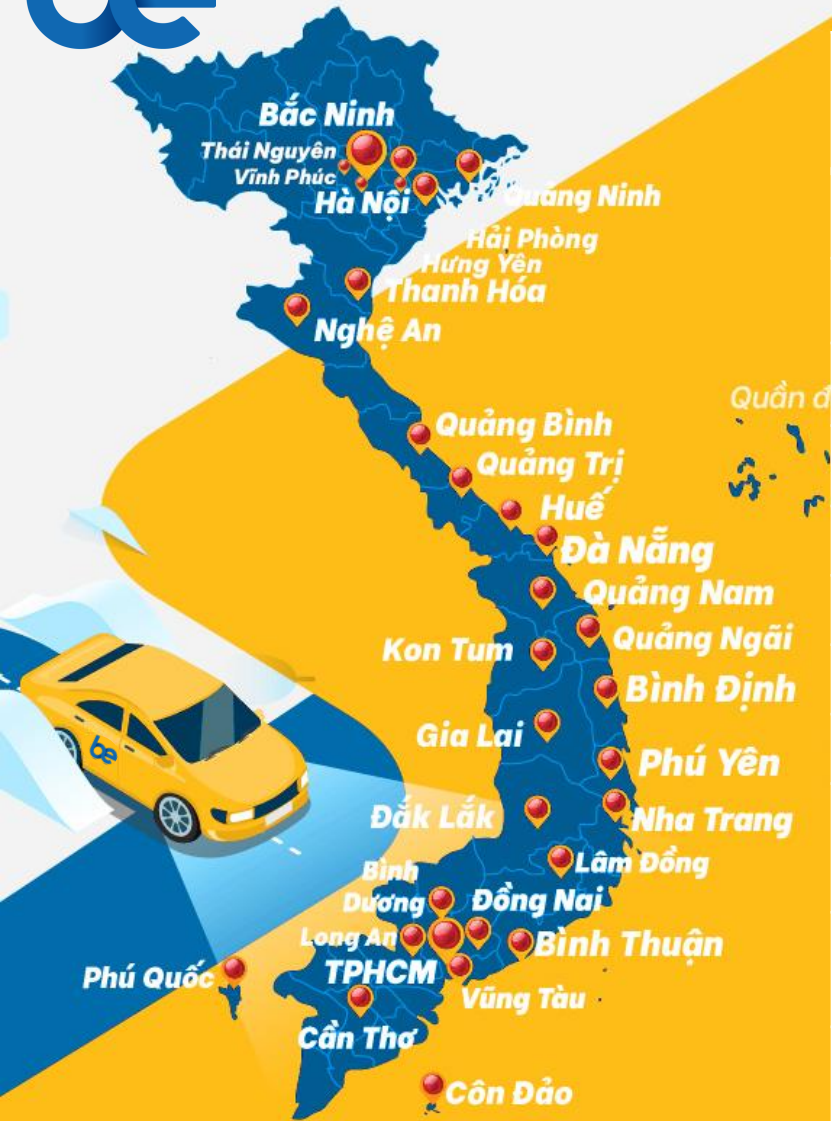 be
Bắc Ninh
Thái Nguyên
Vĩnh Phúc
Hà Nội
Quảng Ninh
Hải Phòng
Hưng Yên
Thanh Hóa
Nghệ An
Quần đ
Quảng Bình
Quảng Trị
Huế
Đà Nẵng
Quảng Nam
Quảng Ngãi
Kon Tum
Bình Định
Gia Lai
Phú Yên
be
Đắk Lắk
Nha Trang
Lâm Đồng
Bình
Dương
Đồng Nai
Long An
Bình Thuận
TPHCM
Phú Quốc
Vũng Tàu
Cần Thơ
Côn Đảo